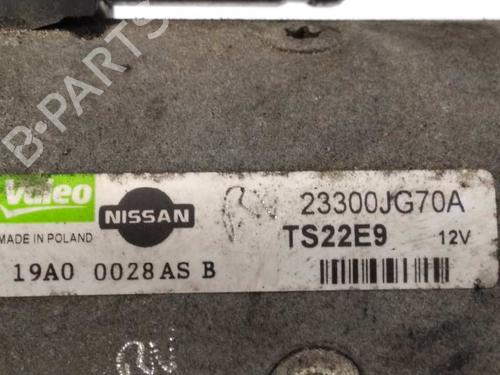 B-PARTS
Valeo
NISSAN
23300JG70A
MADE IN POLAND
TS22E9 12V
19A0 0028AS B